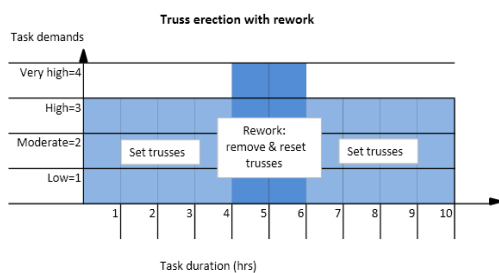 Truss erection with rework
Task demands
Very high=4
High=3
Moderate=2
Low=1
Set trusses
Rework:
remove & reset
trusses
Set trusses
1 2 3 4 5 6 7 8 9 10
Task duration (hrs)